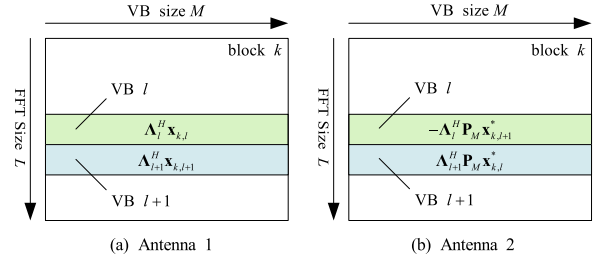 VB size M
block k
FFT Size L
VB l
Λ_l^H x_{k,l}
Λ_{l+1}^H x_{k,l+1}
VB l+1
(a) Antenna 1
VB size M
block k
FFT Size L
VB l
−Λ_l^H P_M x_{k,l+1}^*
Λ_{l+1}^H P_M x_{k,l}^*
VB l+1
(b) Antenna 2